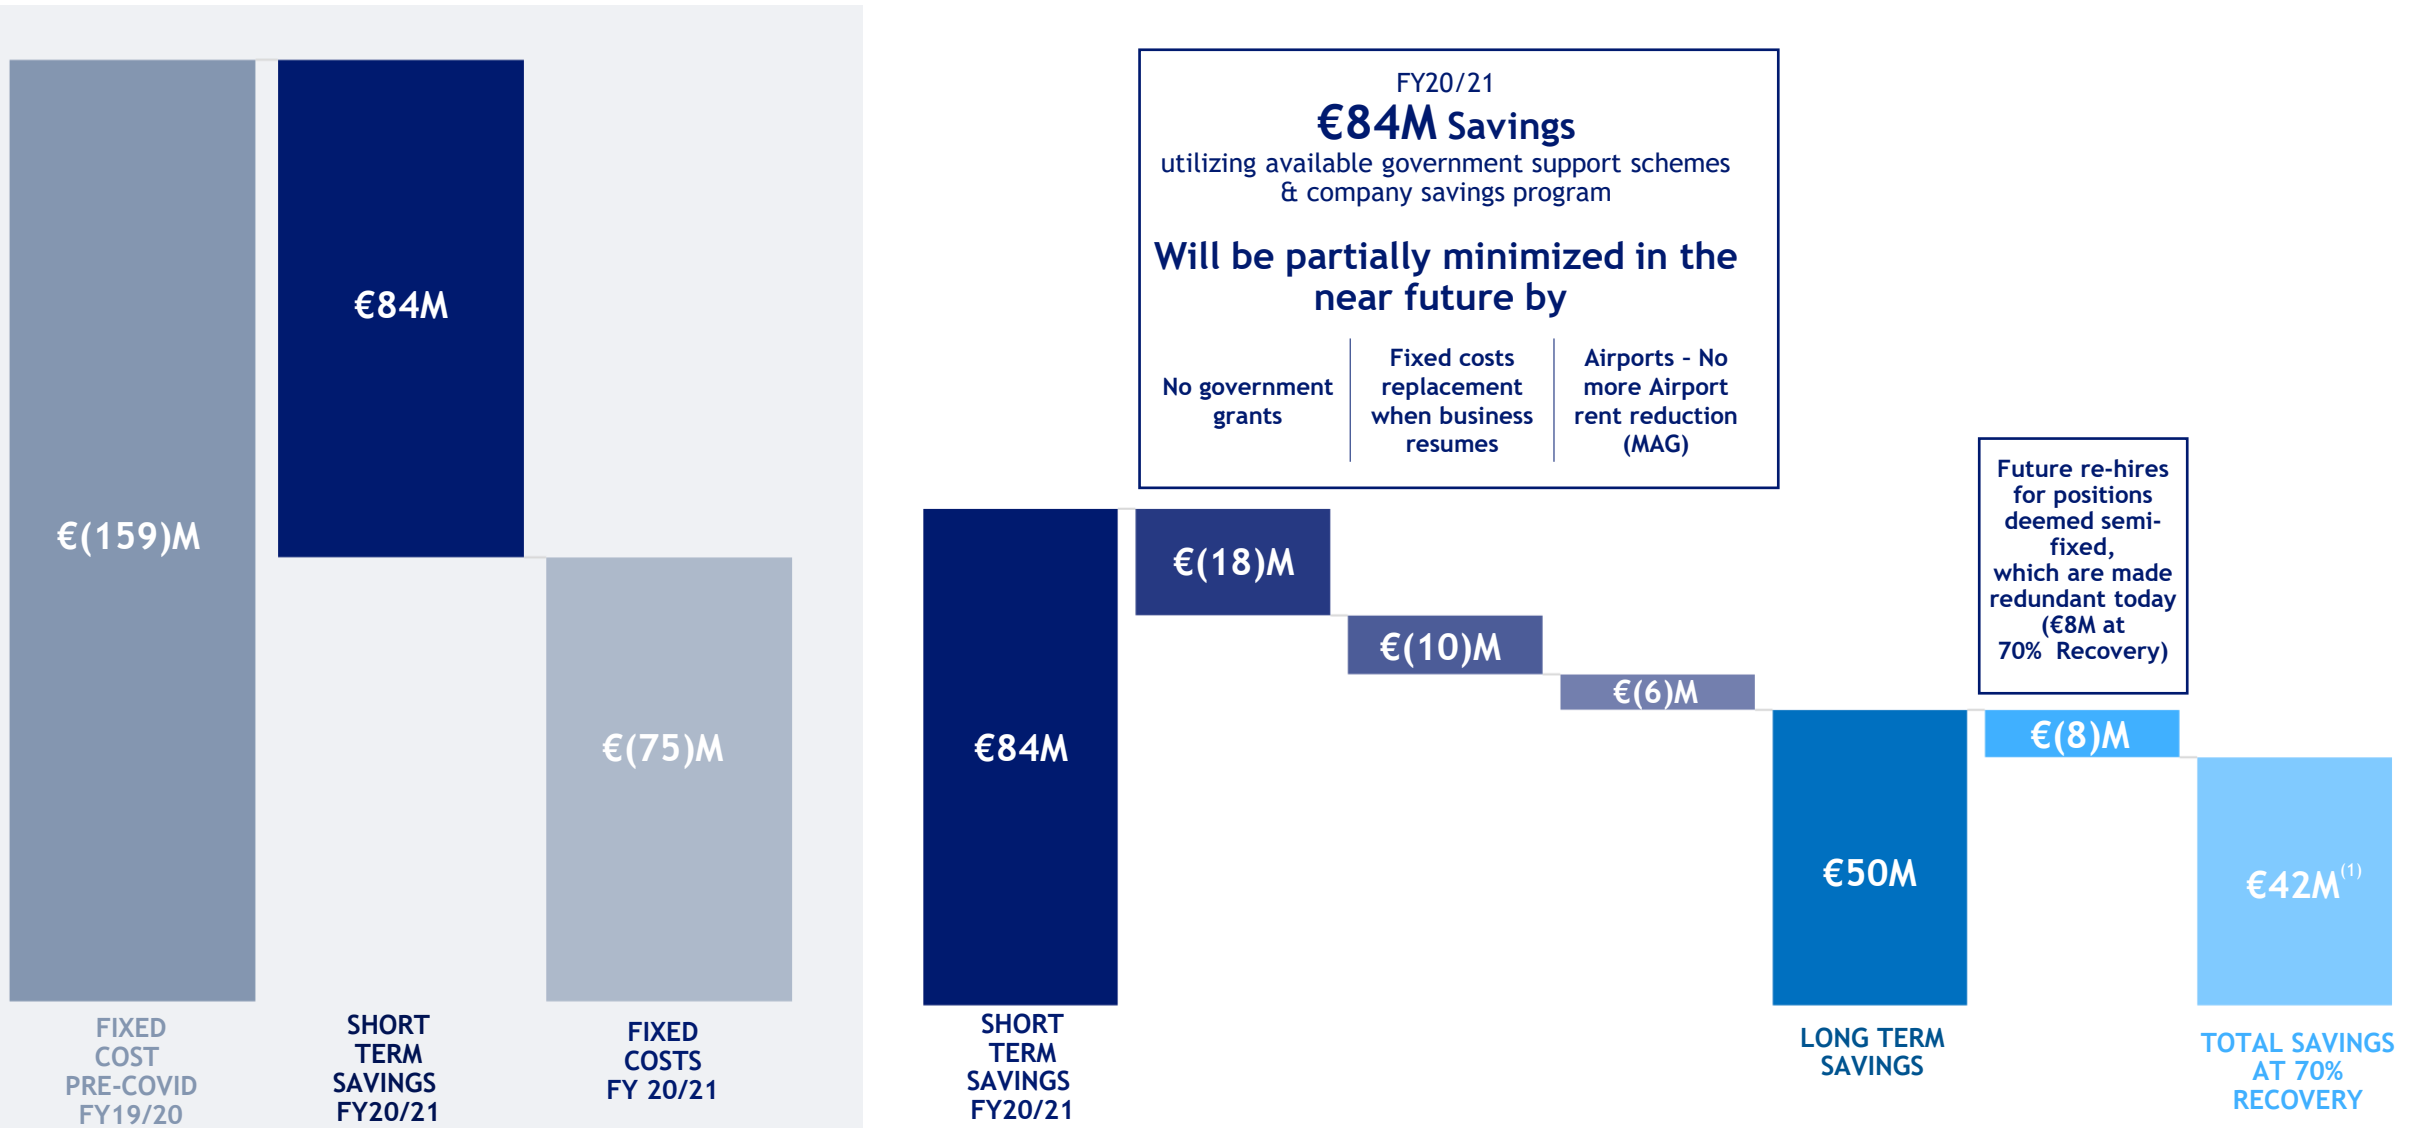 €(159)M
€84M
€(75)M
FIXED
COST
PRE-COVID
FY19/20
SHORT
TERM
SAVINGS
FY20/21
FIXED
COSTS
FY 20/21
FY20/21
€84M Savings
utilizing available government support schemes
& company savings program
Will be partially minimized in the
near future by
No government
grants
Fixed costs
replacement
when business
resumes
Airports – No
more Airport
rent reduction
(MAG)
Future re-hires
for positions
deemed semi-
fixed,
which are made
redundant today
(€8M at
70% Recovery)
€84M
€(18)M
€(10)M
€(6)M
€50M
€(8)M
€42M(1)
SHORT
TERM
SAVINGS
FY20/21
LONG TERM
SAVINGS
TOTAL SAVINGS
AT 70%
RECOVERY